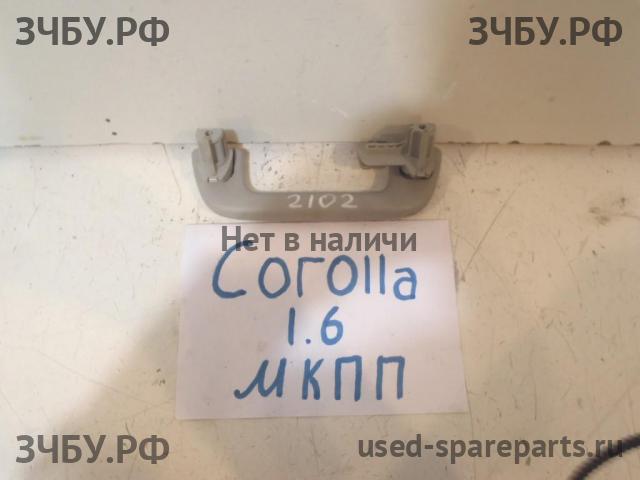 ЗЧБУ.РФ ЗЧБУ.РФ
2102
Нет в наличи
Corolla
1.6
МКПП
ЗЧБУ.РФ used-spareparts.ru